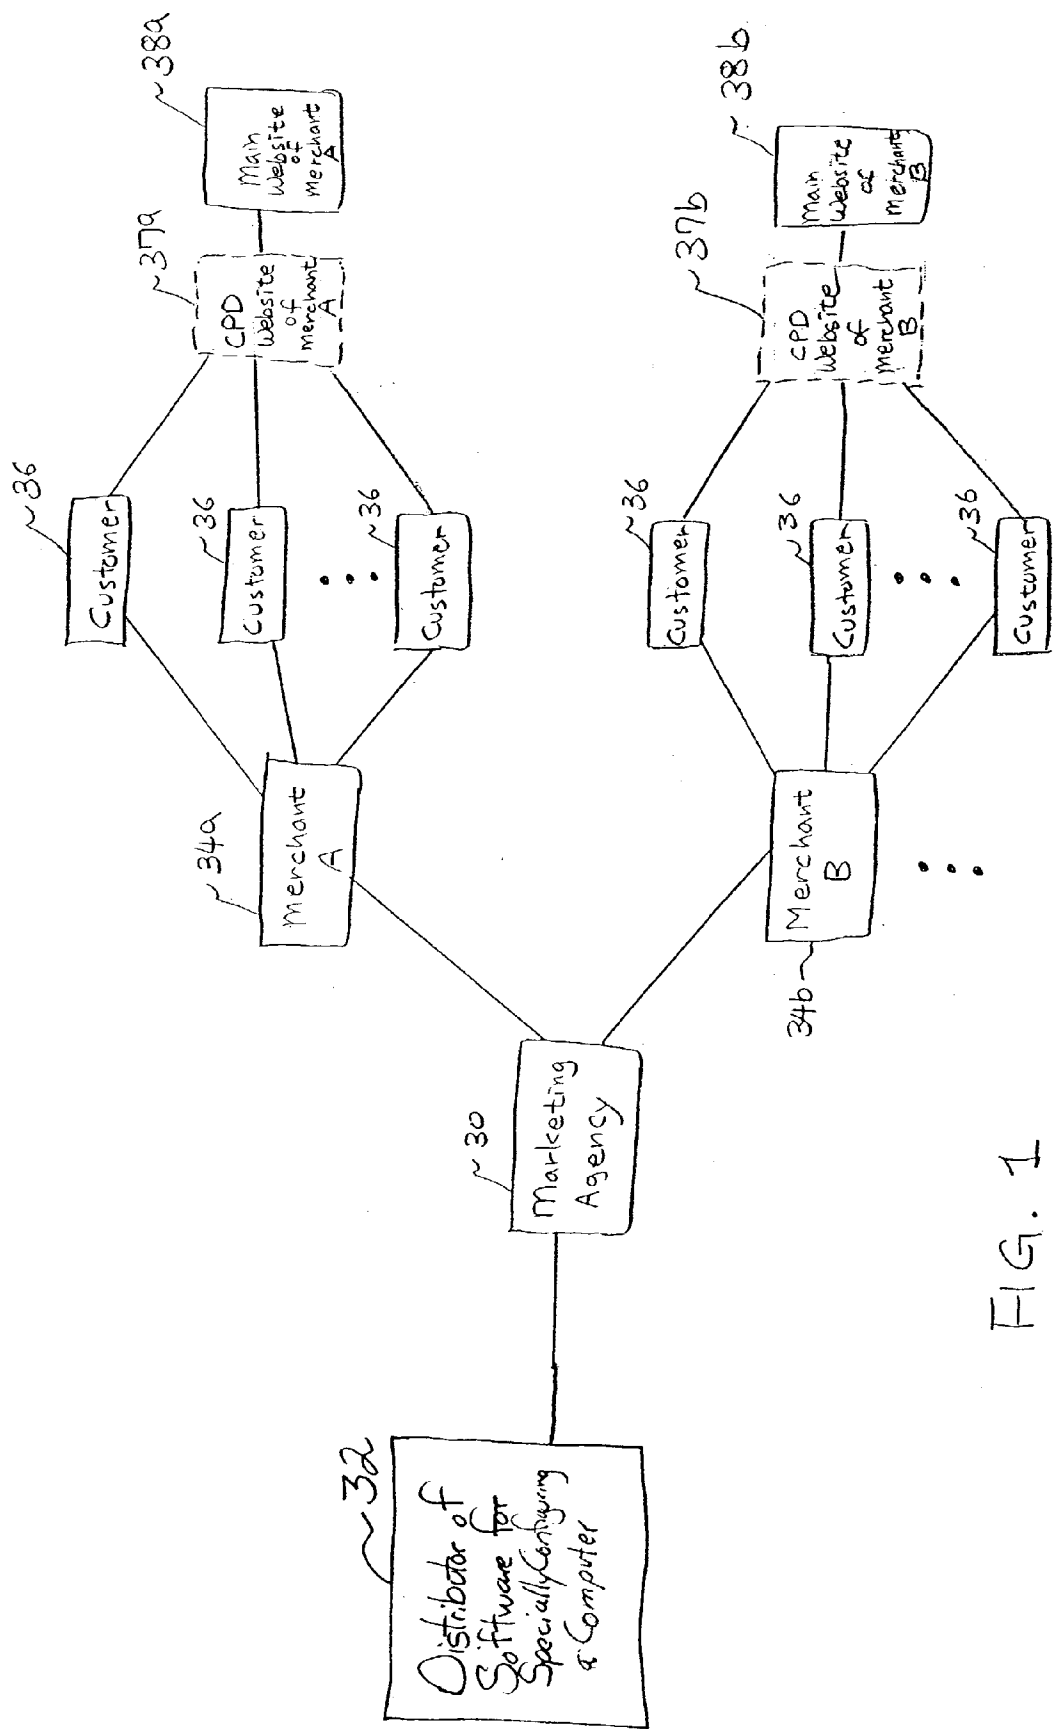 ~32
Distributor of
Software for
Specially Configuring
a Computer
~30
Marketing
Agency
~34a
Merchant
A
34b~
Merchant
B
~36
Customer
~36
Customer
~36
Customer
~36
Customer
~36
Customer
~36
Customer
~37a
CPD
Website
of
Merchant
A
~37b
CPD
Website
of
Merchant
B
~38a
Main
Website
of
Merchant
A
~38b
Main
Website
of
Merchant
B
FIG. 1